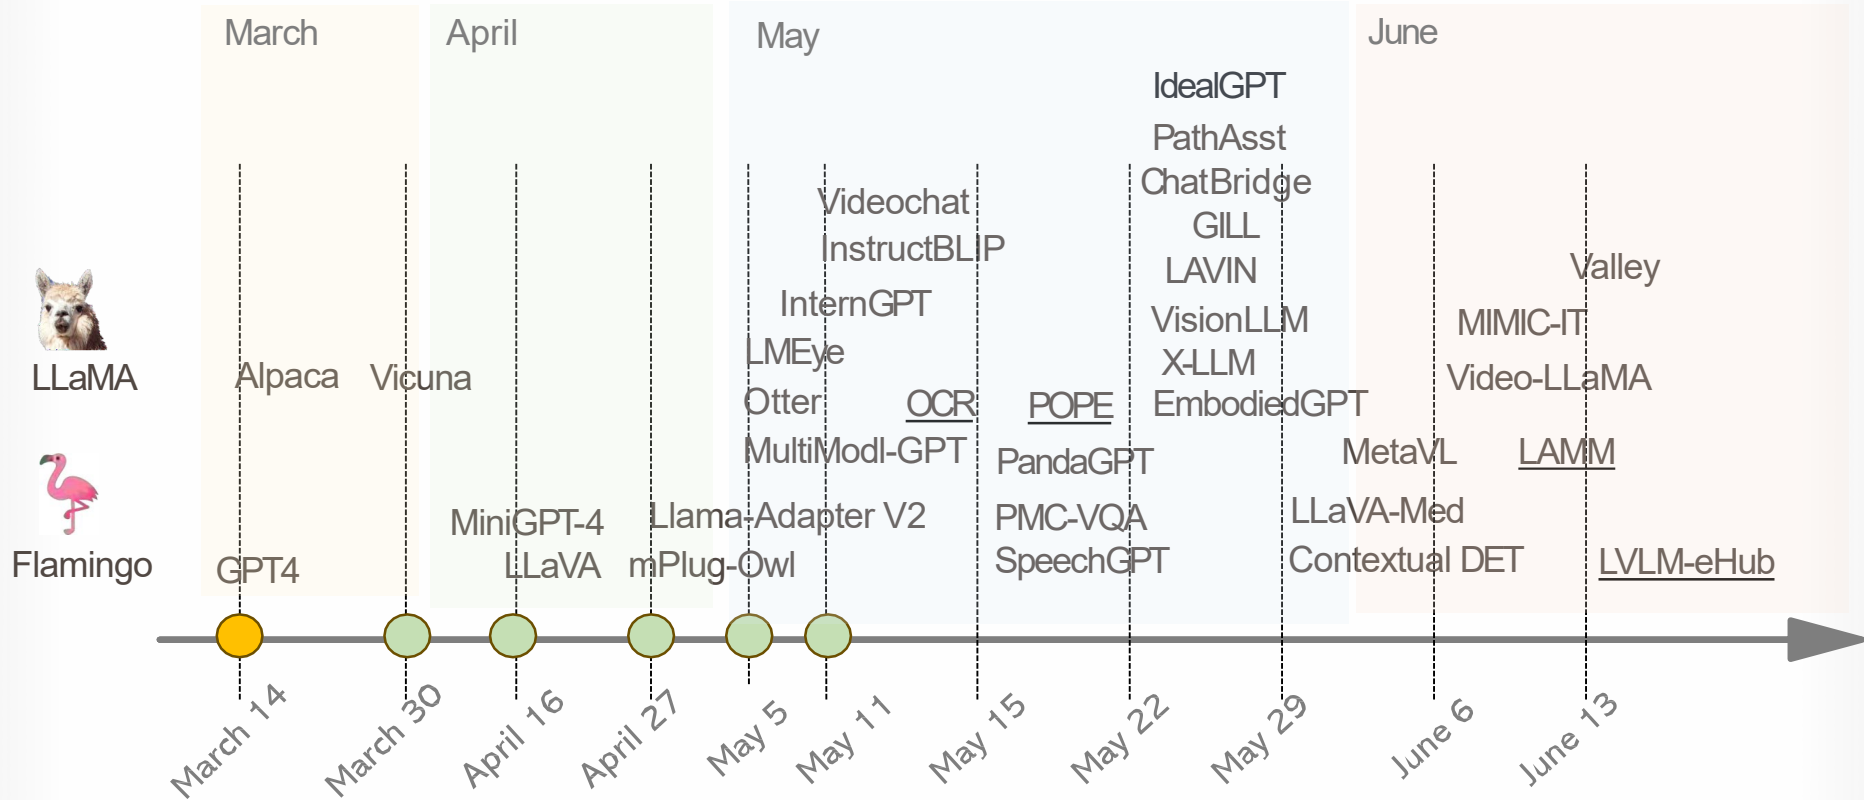 March
April
May
June
IdealGPT
PathAsst
ChatBridge
Videochat
GILL
InstructBLIP
LAVIN
Valley
InternGPT
VisionLLM
MIMIC-IT
LMEye
X-LLM
LLaMA
Alpaca
Vicuna
Video-LLaMA
Otter
OCR
POPE
EmbodiedGPT
MultiModl-GPT
PandaGPT
MetaVL
LAMM
MiniGPT-4
Llama-Adapter V2
PMC-VQA
LLaVA-Med
Flamingo
GPT4
LLaVA
mPlug-Owl
SpeechGPT
Contextual DET
LVLM-eHub
March 14
March 30
April 16
April 27
May 5
May 11
May 15
May 22
May 29
June 6
June 13